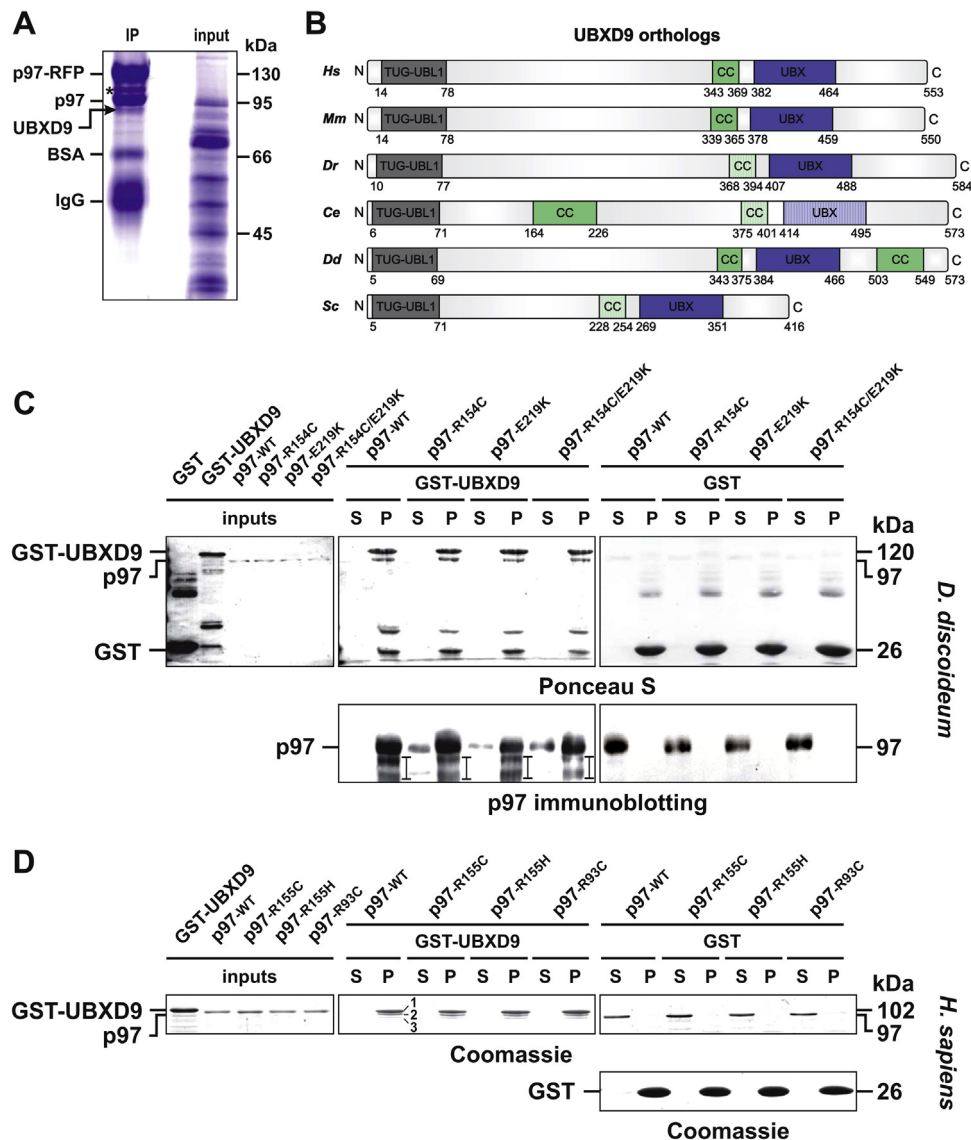 A
IP
input
kDa
p97-RFP
*
p97
UBXD9
BSA
IgG
130
95
66
45
B
UBXD9 orthologs
Hs N TUG-UBL1 CC UBX C
14 78 343 369 382 464 553
Mm N TUG-UBL1 CC UBX C
14 78 339 365 378 459 550
Dr N TUG-UBL1 CC UBX C
10 77 368 394 407 488 584
Ce N TUG-UBL1 CC CC UBX C
6 71 164 226 375 401 414 495 573
Dd N TUG-UBL1 CC UBX CC C
5 69 343 375 384 466 503 549 573
Sc N TUG-UBL1 CC UBX C
5 71 228 254 269 351 416
C
GST
GST-UBXD9
p97-WT
p97-R154C
p97-E219K
p97-R154C/E219K
p97-WT
p97-R154C
p97-E219K
p97-R154C/E219K
p97-WT
p97-R154C
p97-E219K
p97-R154C/E219K
GST-UBXD9
GST
inputs
S P S P S P S P
S P S P S P S P
kDa
GST-UBXD9
p97
GST
120
97
26
Ponceau S
p97
97
p97 immunoblotting
D. discoideum
D
GST-UBXD9
p97-WT
p97-R155C
p97-R155H
p97-R93C
p97-WT
p97-R155C
p97-R155H
p97-R93C
p97-WT
p97-R155C
p97-R155H
p97-R93C
GST-UBXD9
GST
inputs
S P S P S P S P
S P S P S P S P
kDa
GST-UBXD9
p97
1
2
3
102
97
Coomassie
GST
26
Coomassie
H. sapiens